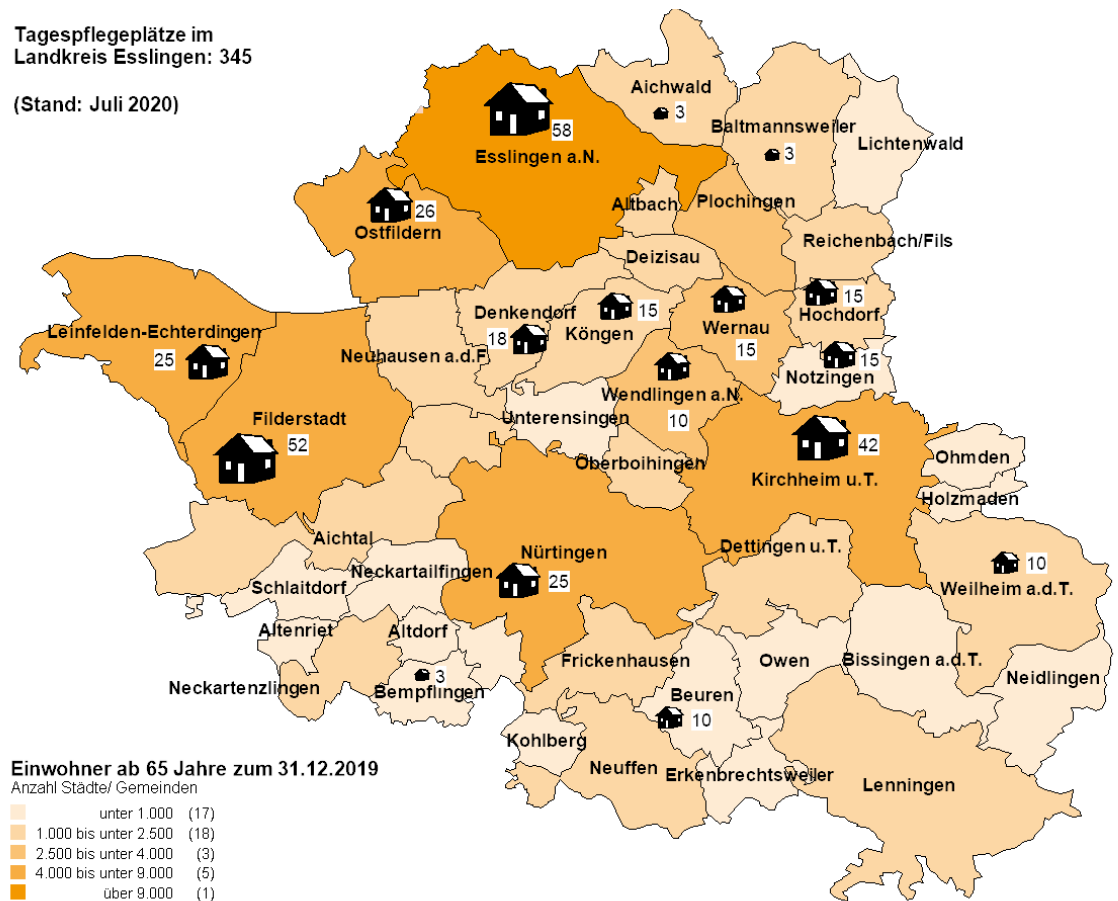 Tagespflegeplätze im
Landkreis Esslingen: 345
(Stand: Juli 2020)
Aichwald
3
Baltmannsweiler
3
Lichtenwald
58
Esslingen a.N.
Altbach
Plochingen
26
Ostfildern
Reichenbach/Fils
Deizisau
Denkendorf
18
15
Köngen
Wernau
15
15
Hochdorf
Leinfelden-Echterdingen
25
Neuhausen a.d.F.
15
Notzingen
Wendlingen a.N.
10
Unterensingen
Filderstadt
52
42
Kirchheim u.T.
Ohmden
Oberboihingen
Holzmaden
Aichtal
Nürtingen
25
Dettingen u.T.
10
Weilheim a.d.T.
Neckartailfingen
Schlaitdorf
Altenriet
Altdorf
Frickenhausen
Owen
Bissingen a.d.T.
Neidlingen
Neckartenzlingen
3
Bempflingen
Beuren
10
Kohlberg
Neuffen
Erkenbrechtsweiler
Lenningen
Einwohner ab 65 Jahre zum 31.12.2019
Anzahl Städte/ Gemeinden
unter 1.000 (17)
1.000 bis unter 2.500 (18)
2.500 bis unter 4.000 (3)
4.000 bis unter 9.000 (5)
über 9.000 (1)